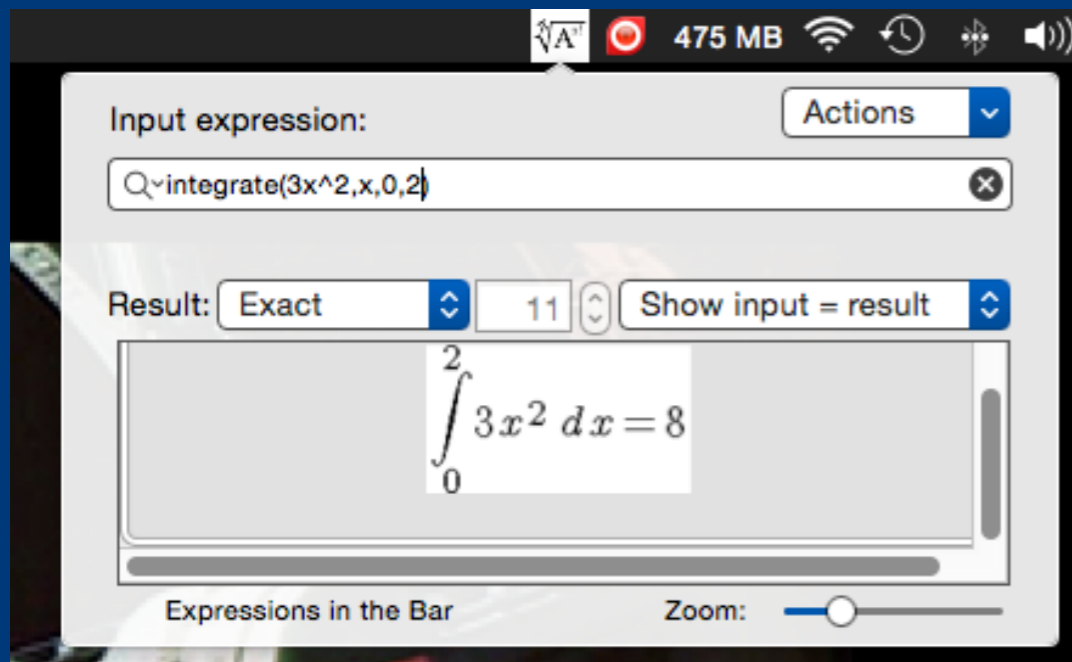 ∜A 475 MB
Input expression:
Actions
integrate(3x^2,x,0,2)
Result: Exact 11 Show input = result
∫₀² 3x² dx = 8
Expressions in the Bar Zoom: